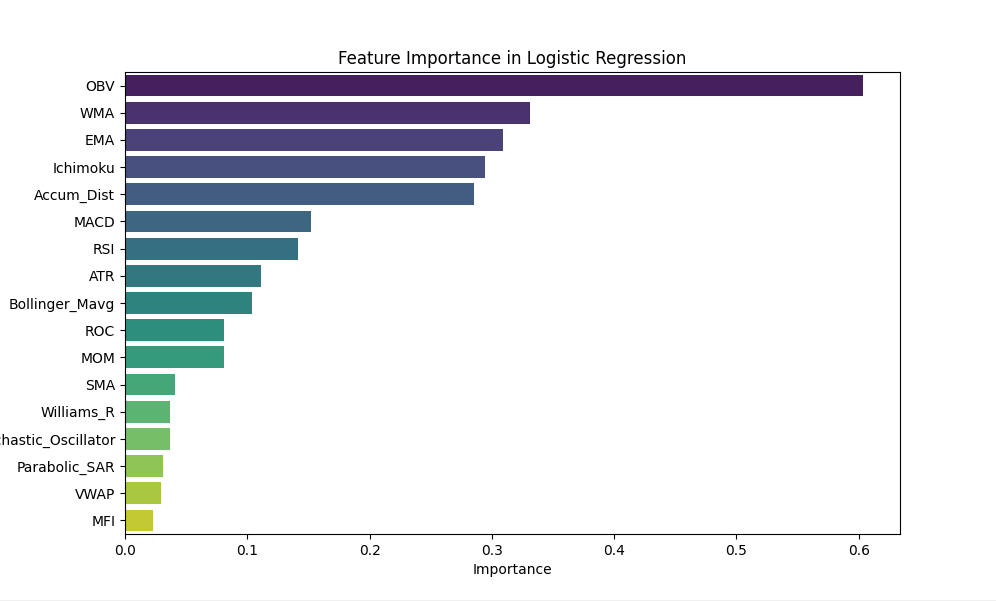 Feature Importance in Logistic Regression
OBV
WMA
EMA
Ichimoku
Accum_Dist
MACD
RSI
ATR
Bollinger_Mavg
ROC
MOM
SMA
Williams_R
chastic_Oscillator
Parabolic_SAR
VWAP
MFI
0.0 0.1 0.2 0.3 0.4 0.5 0.6
Importance